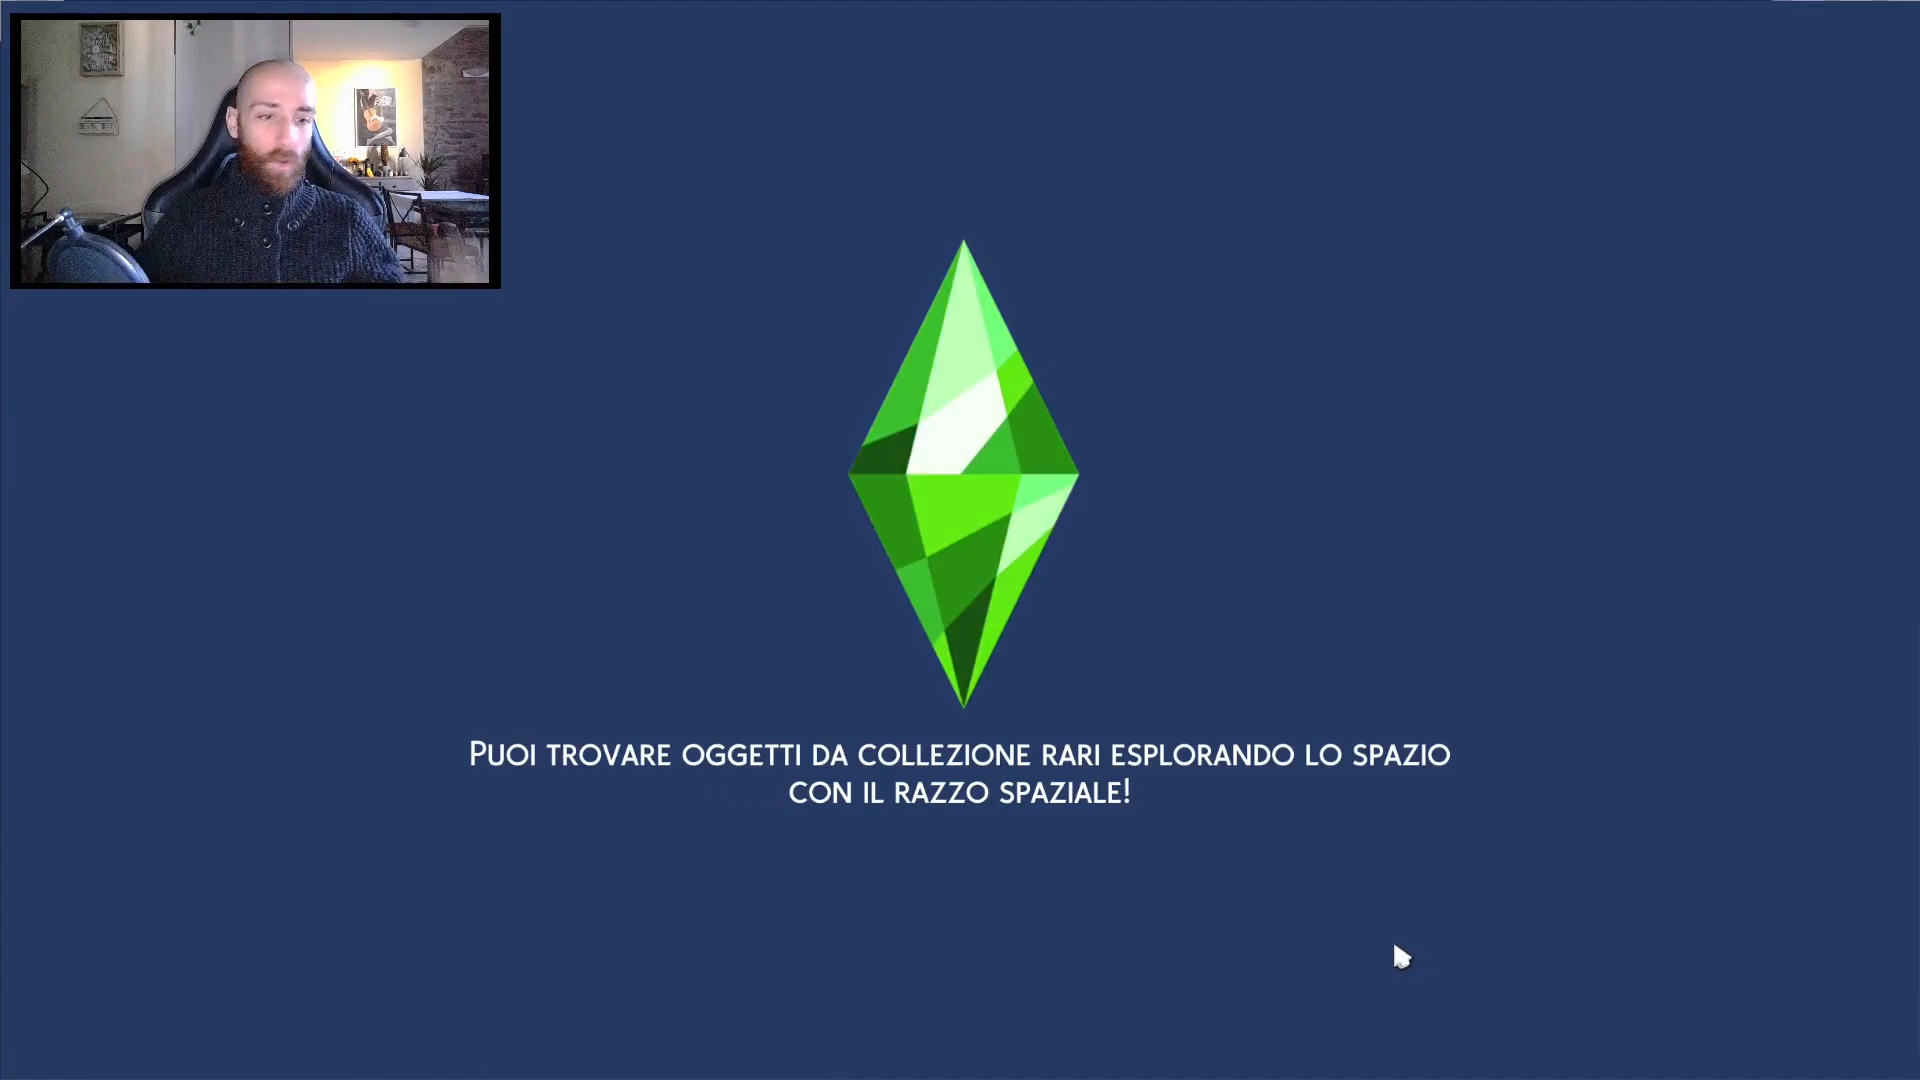 PUOI TROVARE OGGETTI DA COLLEZIONE RARI ESPLORANDO LO SPAZIO
CON IL RAZZO SPAZIALE!